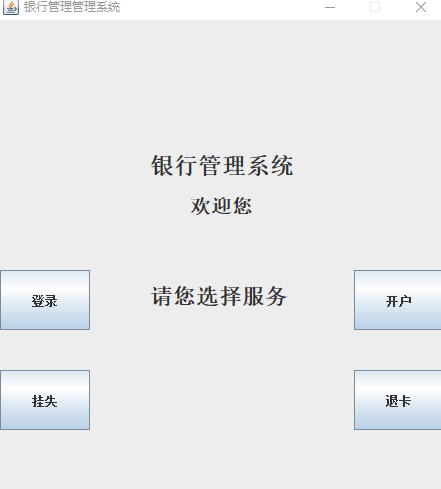 银行管理管理系统
银行管理系统
欢迎您
登录
请您选择服务
开户
挂失
退卡